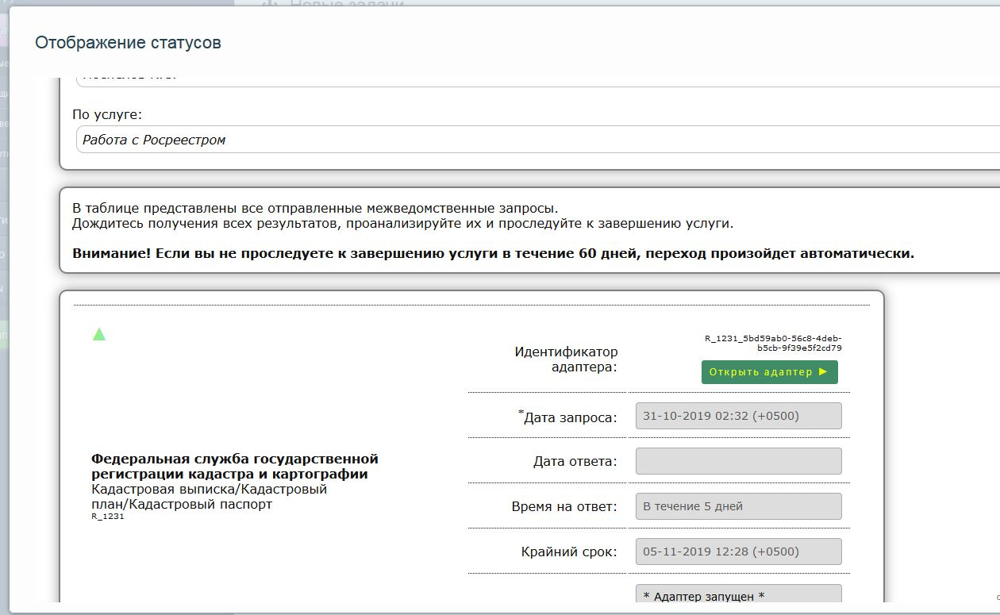 Новые задачи
Отображение статусов
По услуге:
Работа с Росреестром
В таблице представлены все отправленные межведомственные запросы.
Дождитесь получения всех результатов, проанализируйте их и проследуйте к завершению услуги.
Внимание! Если вы не проследуете к завершению услуги в течение 60 дней, переход произойдет автоматически.
▲
Идентификатор
адаптера:
R_1231_5bd59ab0-56c8-4deb-
b5cb-9f39e5f2cd79
Открыть адаптер ►
*Дата запроса:
31-10-2019 02:32 (+0500)
Дата ответа:
Федеральная служба государственной
регистрации кадастра и картографии
Кадастровая выписка/Кадастровый
план/Кадастровый паспорт
R_1231
Время на ответ:
В течение 5 дней
Крайний срок:
05-11-2019 12:28 (+0500)
* Адаптер запущен *